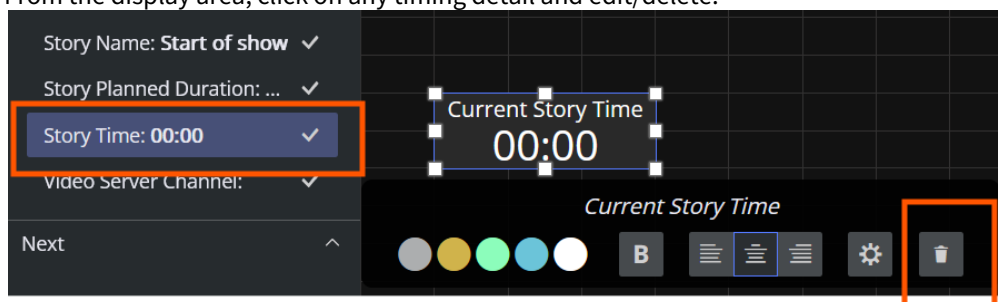 From the display area, click on any timing detail and edit/delete.
Story Name: Start of show
Story Planned Duration: ...
Story Time: 00:00
Video Server Channel:
Next
Current Story Time
00:00
Current Story Time
B